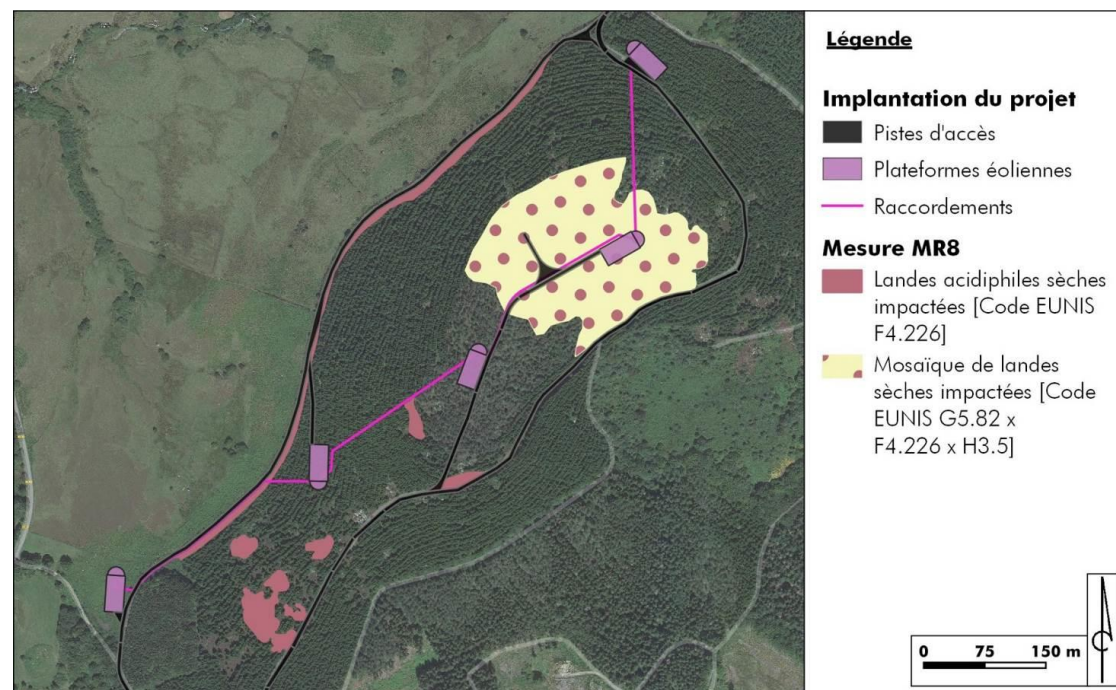 Légende
Implantation du projet
Pistes d'accès
Plateformes éoliennes
Raccordements
Mesure MR8
Landes acidiphiles sèches
impactées [Code EUNIS
F4.226]
Mosaïque de landes
sèches impactées [Code
EUNIS G5.82 x
F4.226 x H3.5]
0 75 150 m